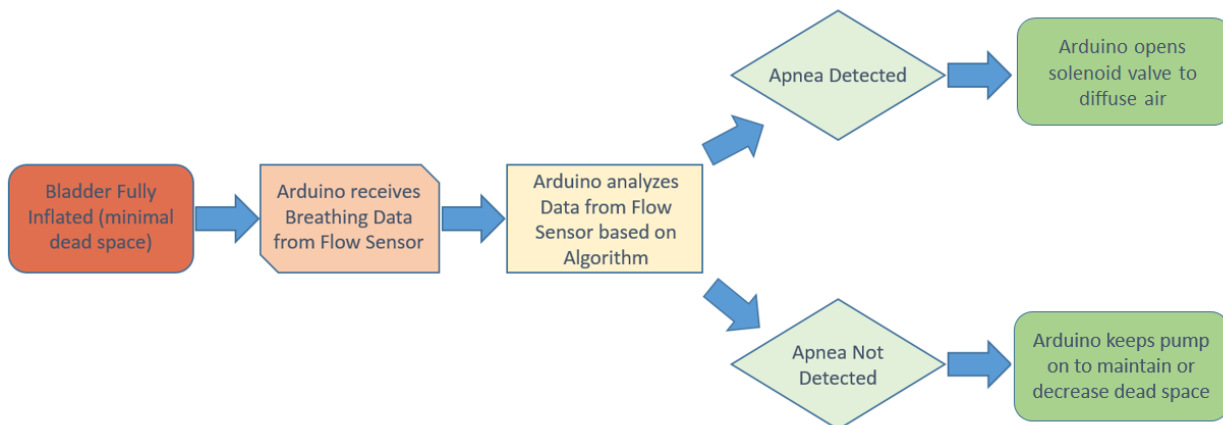 Bladder Fully
Inflated (minimal
dead space)
Arduino receives
Breathing Data
from Flow Sensor
Arduino analyzes
Data from Flow
Sensor based on
Algorithm
Apnea Detected
Arduino opens
solenoid valve to
diffuse air
Apnea Not
Detected
Arduino keeps pump
on to maintain or
decrease dead space